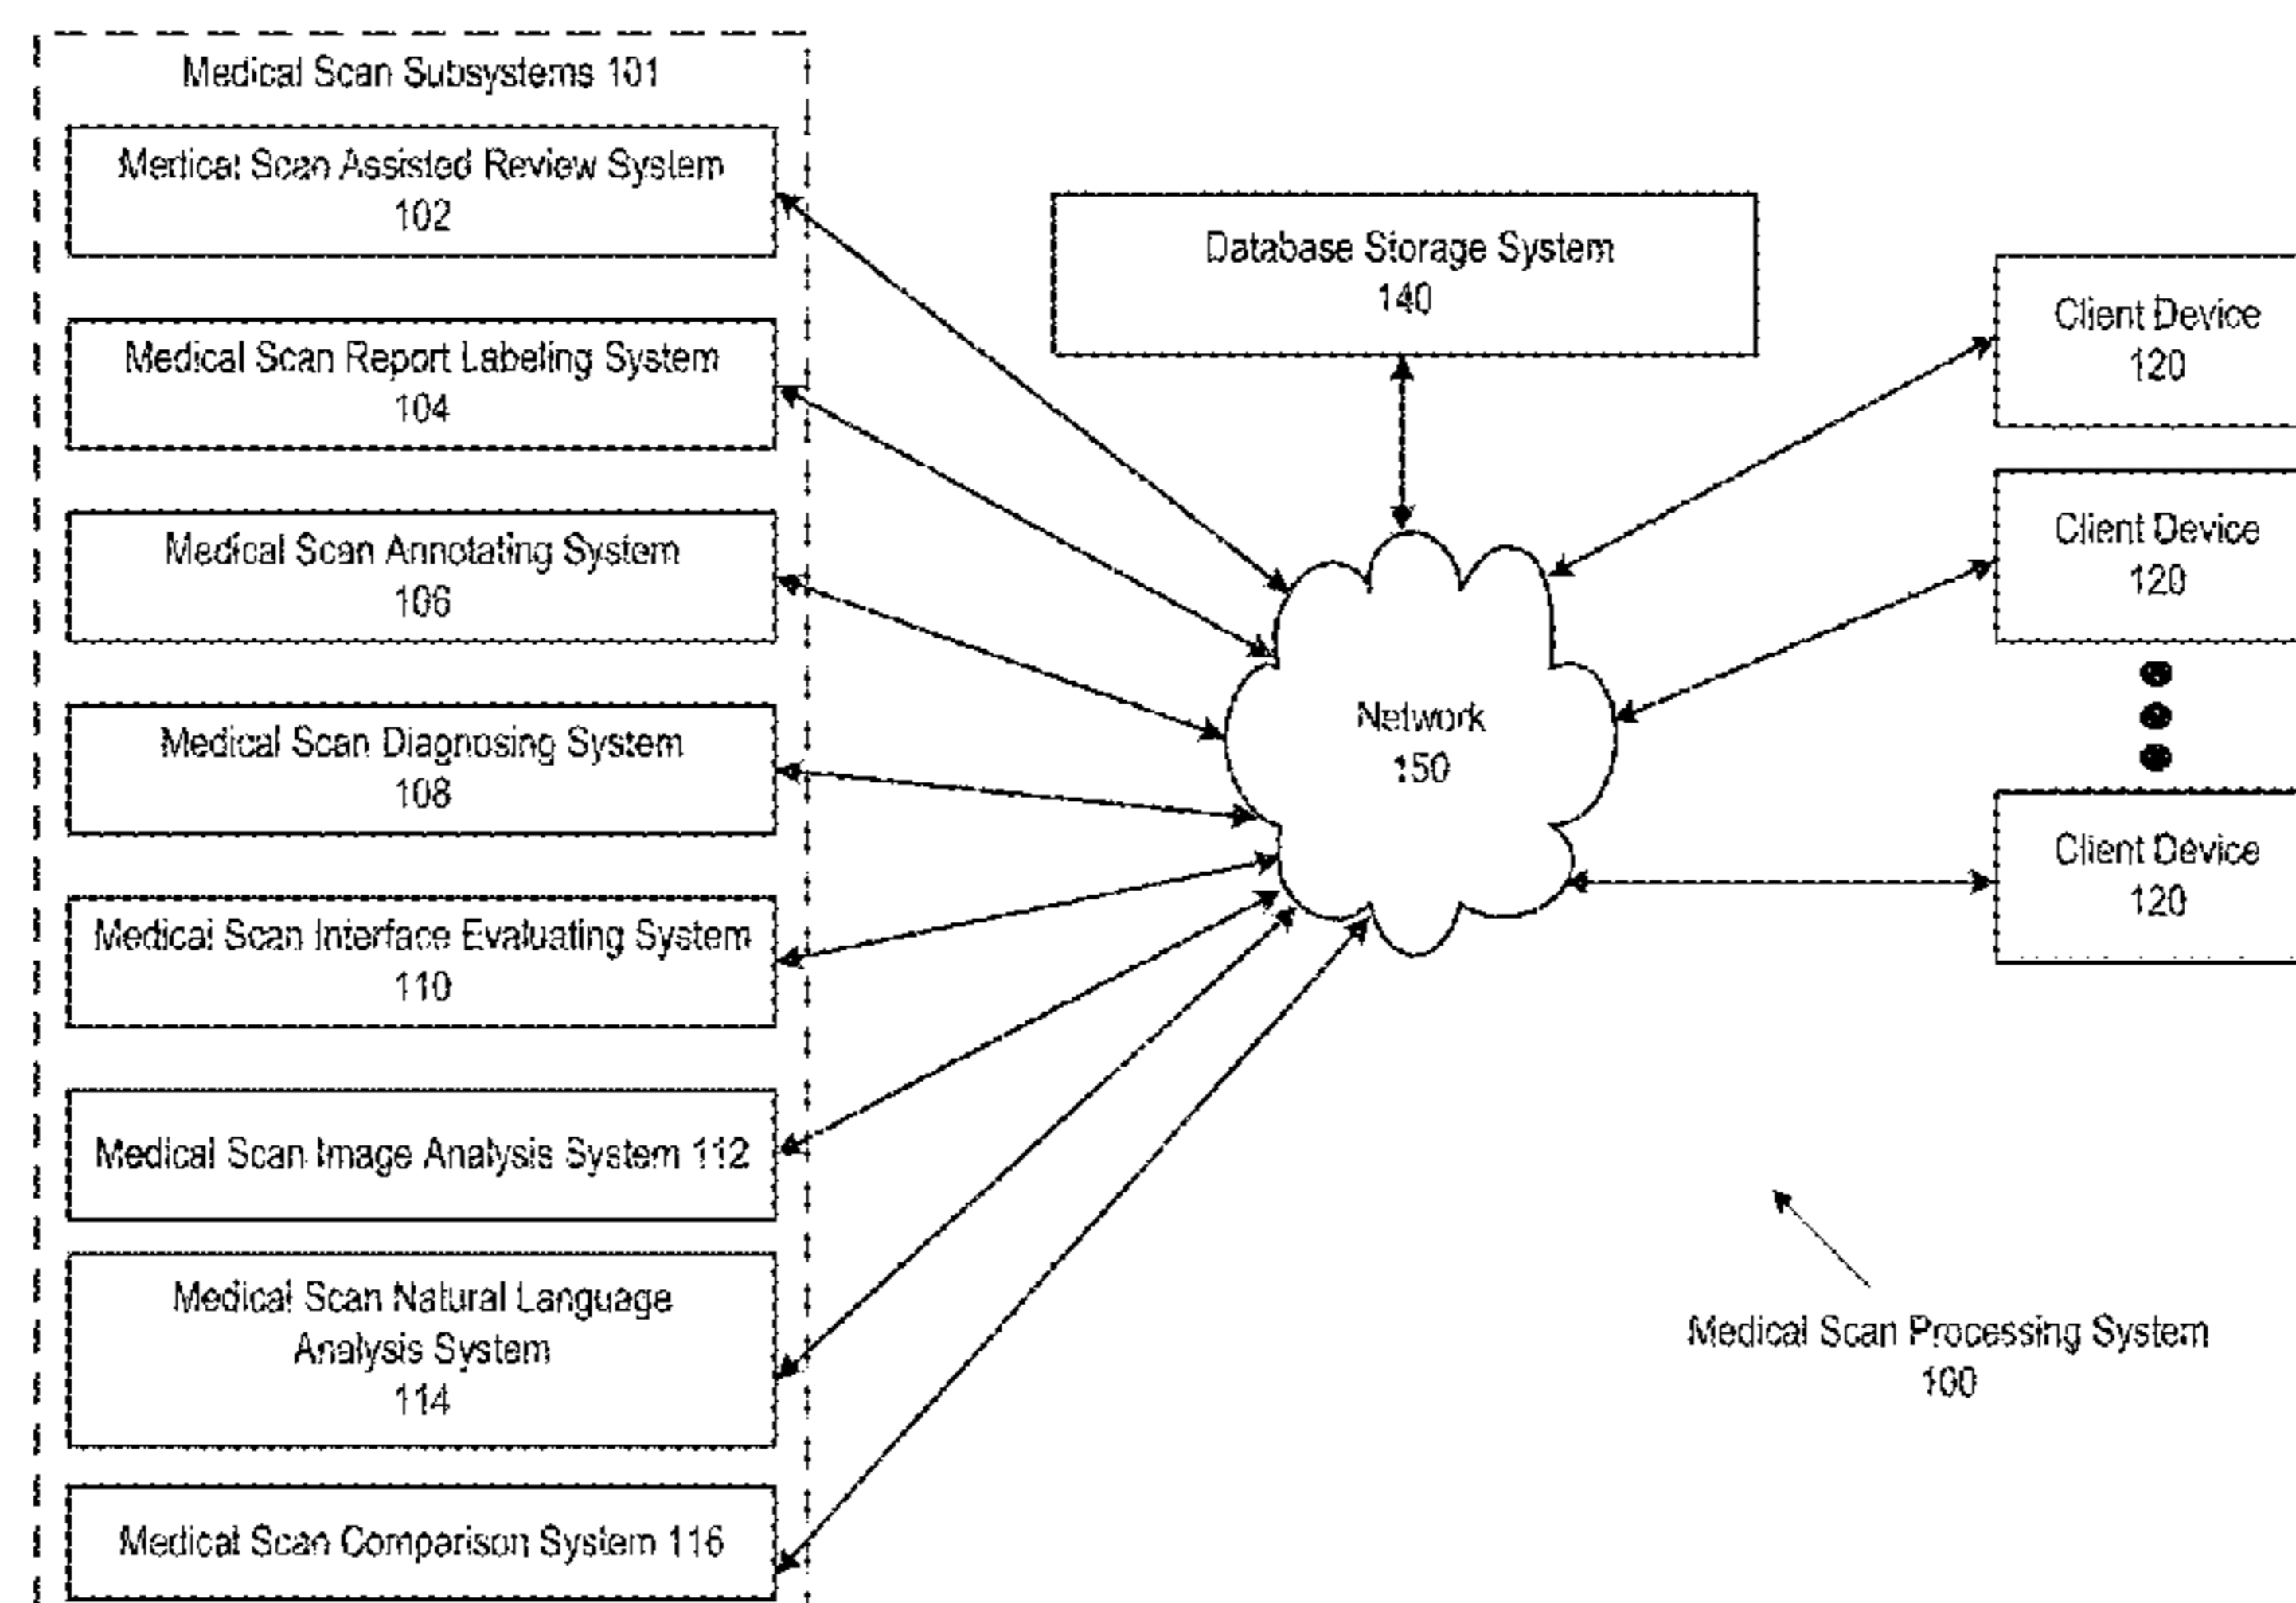 Medical Scan Subsystems 101
Medical Scan Assisted Review System
102
Medical Scan Report Labeling System
104
Medical Scan Annotating System
106
Medical Scan Diagnosing System
108
Medical Scan Interface Evaluating System
110
Medical Scan Image Analysis System 112
Medical Scan Natural Language
Analysis System
114
Medical Scan Comparison System 116
Database Storage System
140
Network
150
Client Device
120
Client Device
120
Client Device
120
Medical Scan Processing System
100